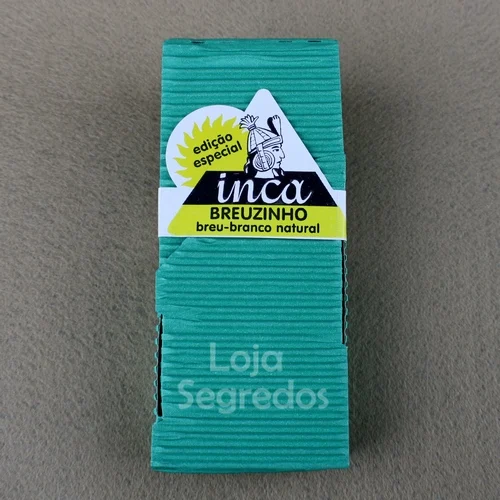 edição
especial
inca
BREUZINHO
breu-branco natural
Loja
Segredos